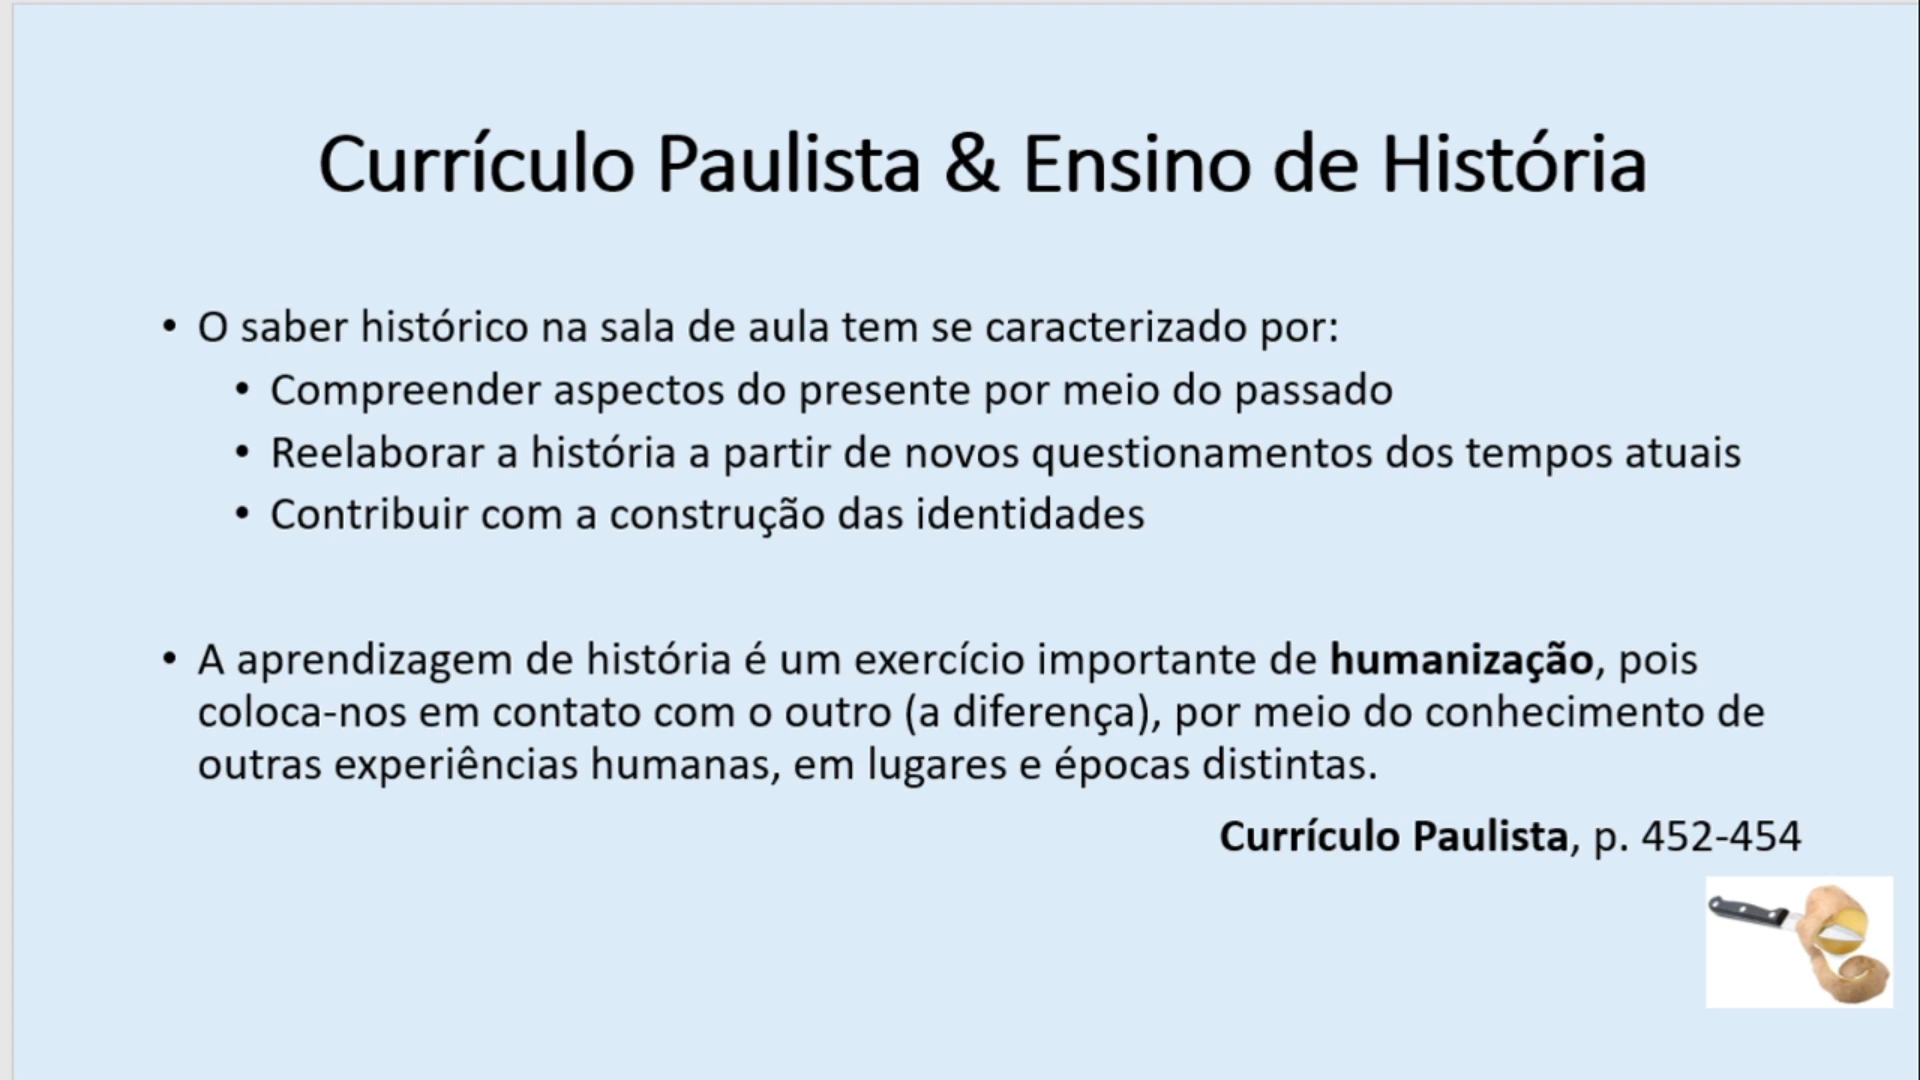 Currículo Paulista & Ensino de História
• O saber histórico na sala de aula tem se caracterizado por:
• Compreender aspectos do presente por meio do passado
• Reelaborar a história a partir de novos questionamentos dos tempos atuais
• Contribuir com a construção das identidades
• A aprendizagem de história é um exercício importante de humanização, pois
coloca-nos em contato com o outro (a diferença), por meio do conhecimento de
outras experiências humanas, em lugares e épocas distintas.
Currículo Paulista, p. 452-454